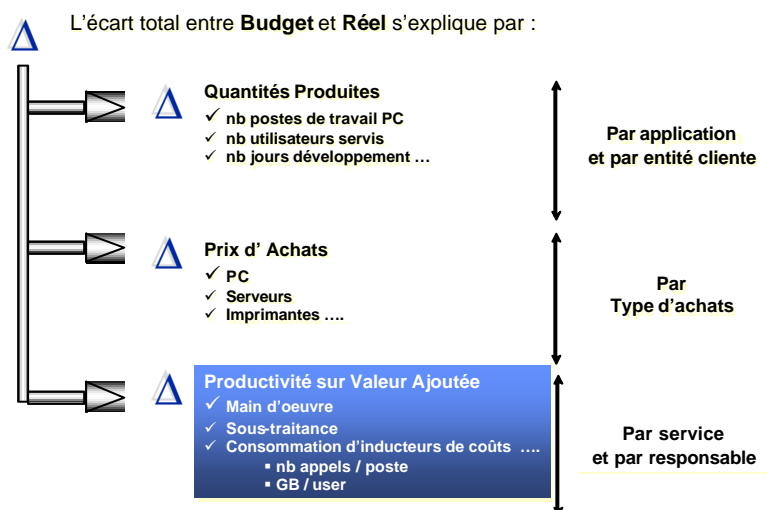 L'écart total entre Budget et Réel s'explique par :
Δ
Δ Quantités Produites
✓ nb postes de travail PC
✓ nb utilisateurs servis
✓ nb jours développement …
Par application
et par entité cliente
Δ Prix d' Achats
✓ PC
✓ Serveurs
✓ Imprimantes ….
Par
Type d'achats
Δ Productivité sur Valeur Ajoutée
✓ Main d'oeuvre
✓ Sous-traitance
✓ Consommation d'inducteurs de coûts ….
▪ nb appels / poste
▪ GB / user
Par service
et par responsable